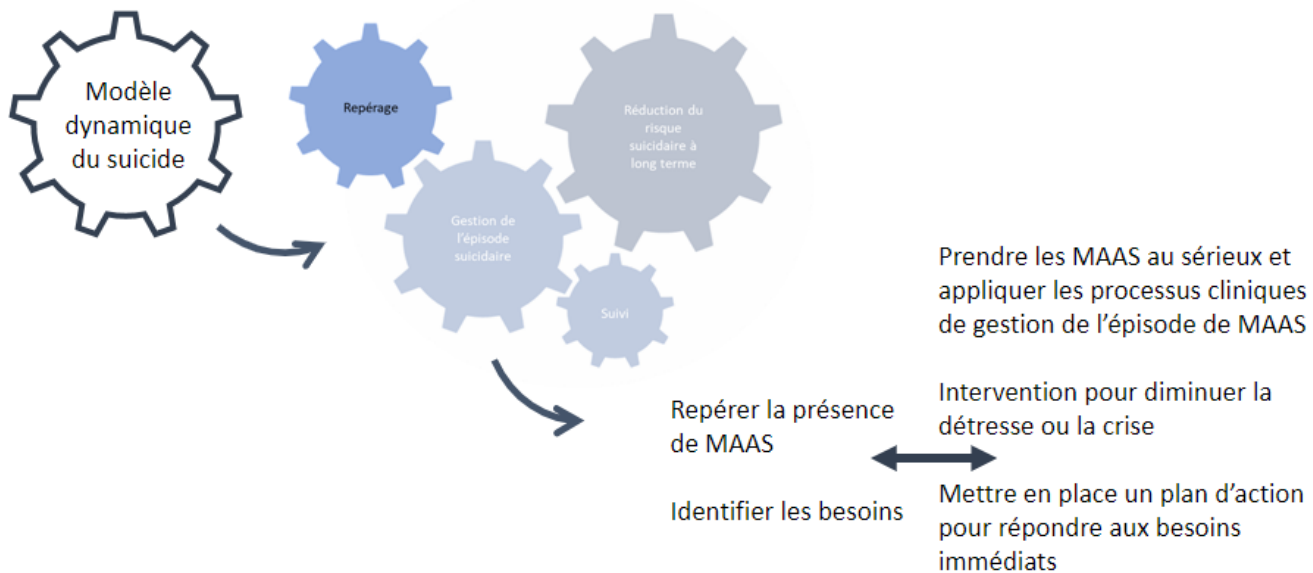 Modèle
dynamique
du suicide
Repérage
Réduction du
risque
suicidaire à
long terme
Gestion de
l'épisode
suicidaire
Suivi
Repérer la présence
de MAAS
Identifier les besoins
Prendre les MAAS au sérieux et
appliquer les processus cliniques
de gestion de l'épisode de MAAS
Intervention pour diminuer la
détresse ou la crise
Mettre en place un plan d'action
pour répondre aux besoins
immédiats